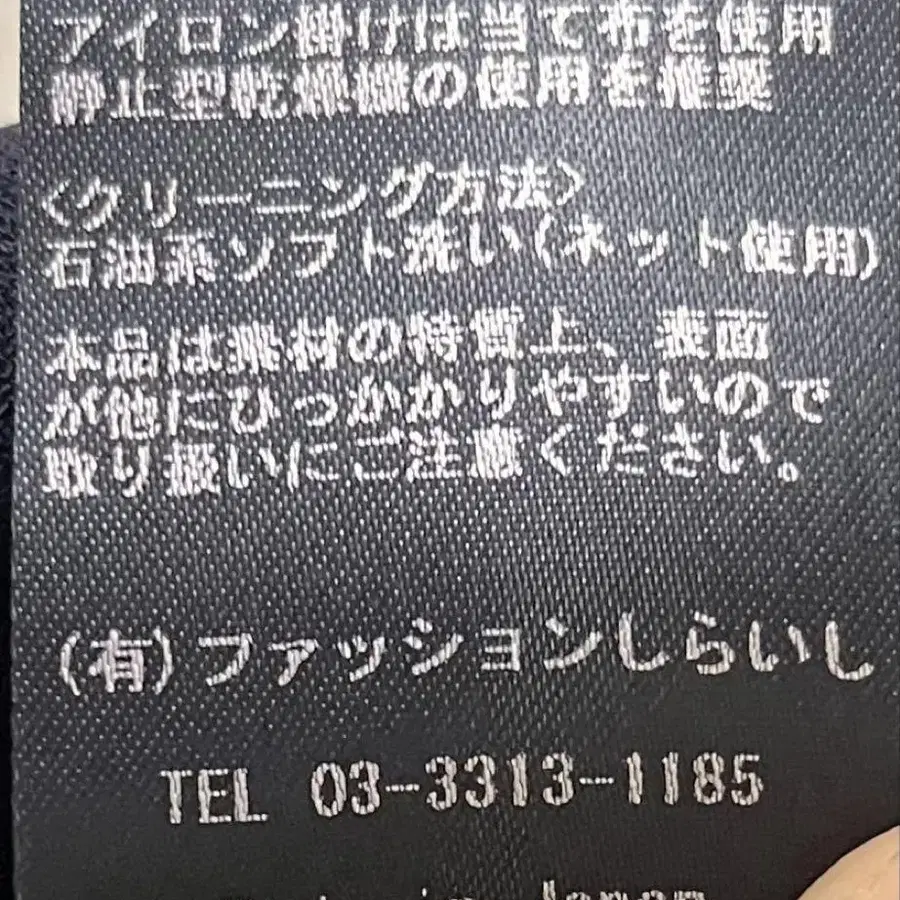 アイロン掛けは当て布を使用
静止型乾燥機の使用を推奨
〈クリーニング方法〉
石油系ソフト洗い(ネット使用)
本品は素材の特質上、表面
が他にひっかかりやすいので
取り扱いにご注意ください。
(有)ファッションしらいし
TEL 03-3313-1185